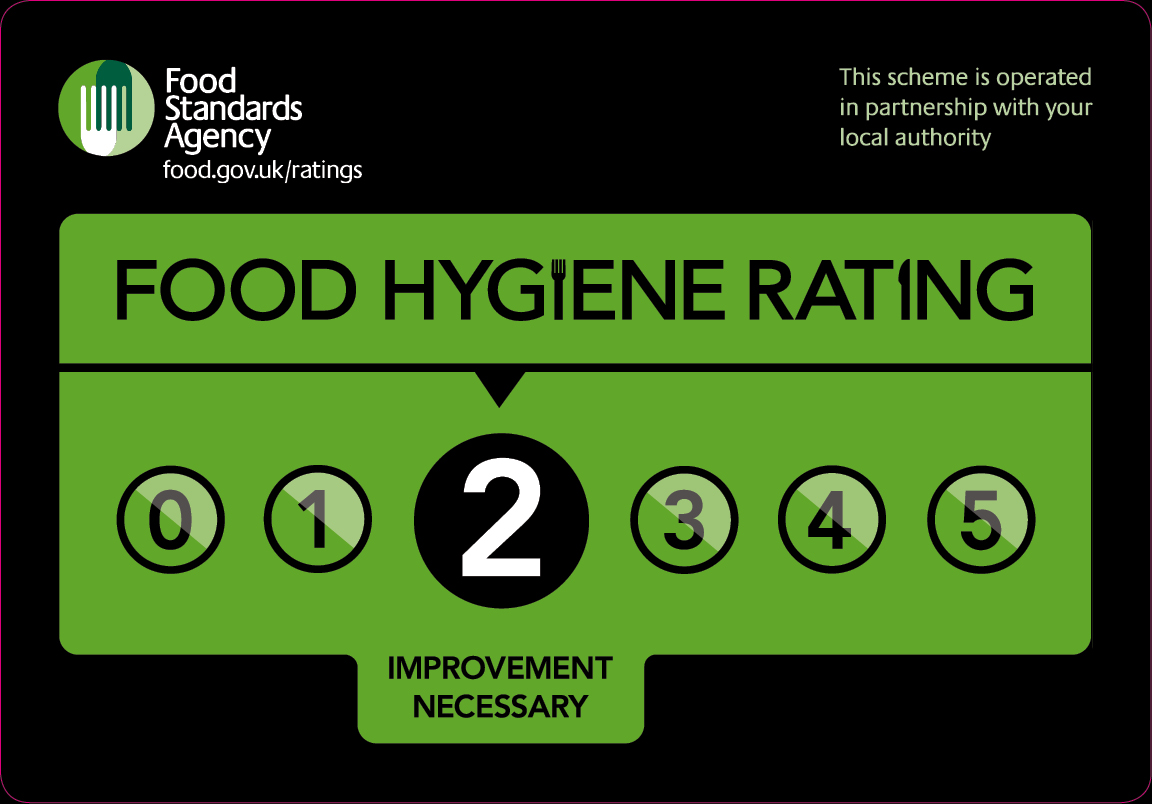 Food
Standards
Agency
food.gov.uk/ratings
This scheme is operated
in partnership with your
local authority
FOOD HYGIENE RATING
0 1 2 3 4 5
IMPROVEMENT
NECESSARY